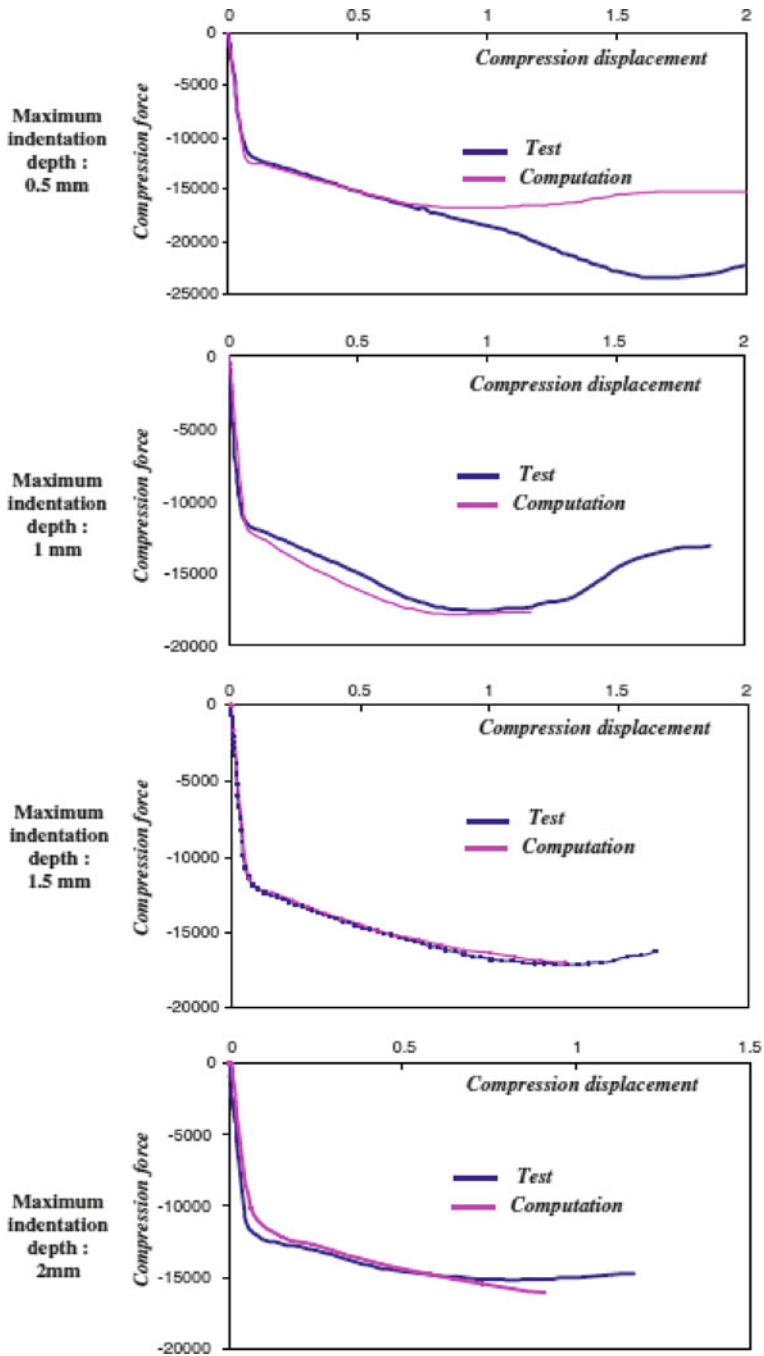 0 0.5 1 1.5 2
0
-5000
-10000
-15000
-20000
-25000
Maximum
indentation
depth :
0.5 mm
Compression force
Compression displacement
Test
Computation
0 0.5 1 1.5 2
0
-5000
-10000
-15000
-20000
Maximum
indentation
depth :
1 mm
Compression force
Compression displacement
Test
Computation
0 0.5 1 1.5 2
0
-5000
-10000
-15000
-20000
Maximum
indentation
depth :
1.5 mm
Compression force
Compression displacement
Test
Computation
0 0.5 1 1.5
0
-5000
-10000
-15000
-20000
Maximum
indentation
depth :
2mm
Compression force
Compression displacement
Test
Computation